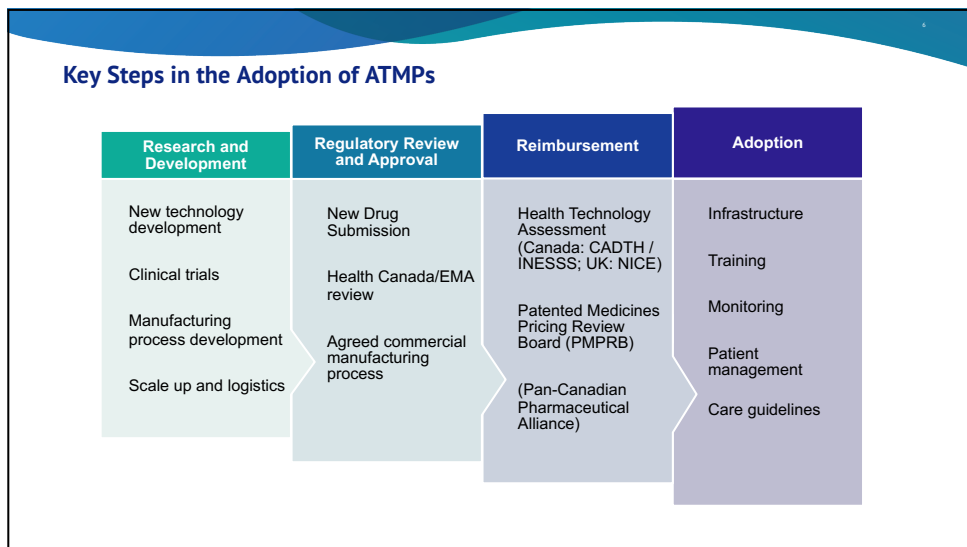 6
Key Steps in the Adoption of ATMPs
Research and
Development
New technology
development
Clinical trials
Manufacturing
process development
Scale up and logistics
Regulatory Review
and Approval
New Drug
Submission
Health Canada/EMA
review
Agreed commercial
manufacturing
process
Reimbursement
Health Technology
Assessment
(Canada: CADTH /
INESSS; UK: NICE)
Patented Medicines
Pricing Review
Board (PMPRB)
(Pan-Canadian
Pharmaceutical
Alliance)
Adoption
Infrastructure
Training
Monitoring
Patient
management
Care guidelines